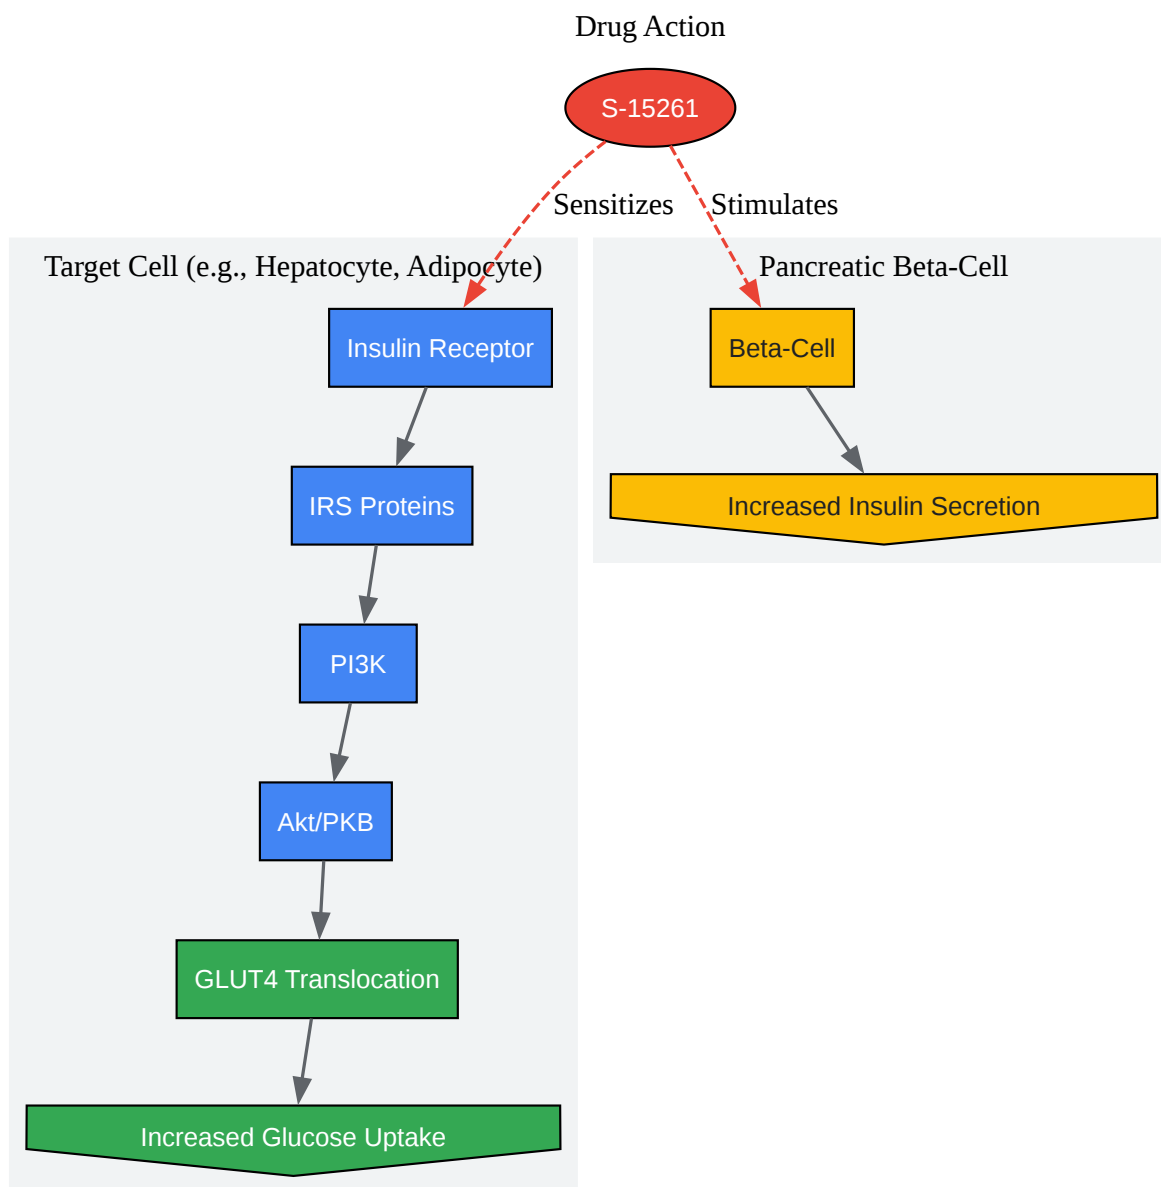 Drug Action
S-15261
Sensitizes
Stimulates
Target Cell (e.g., Hepatocyte, Adipocyte)
Insulin Receptor
IRS Proteins
PI3K
Akt/PKB
GLUT4 Translocation
Increased Glucose Uptake
Pancreatic Beta-Cell
Beta-Cell
Increased Insulin Secretion